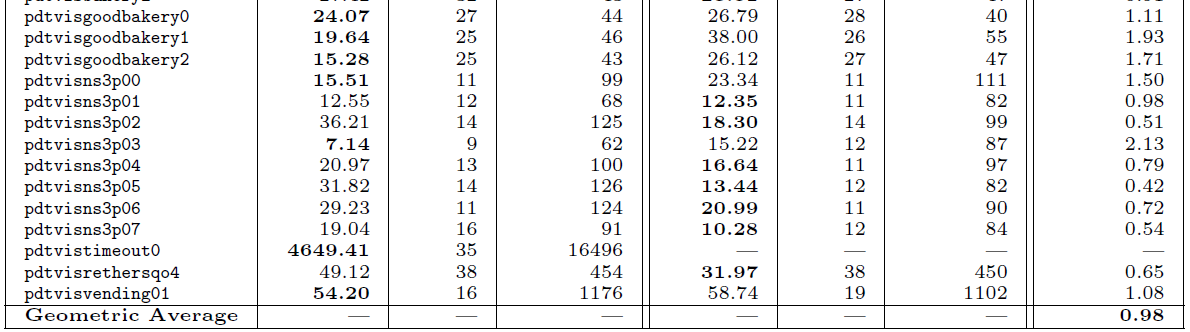 pdtvisgoodbakery0 24.07 27 44 26.79 28 40 1.11
pdtvisgoodbakery1 19.64 25 46 38.00 26 55 1.93
pdtvisgoodbakery2 15.28 25 43 26.12 27 47 1.71
pdtvisns3p00 15.51 11 99 23.34 11 111 1.50
pdtvisns3p01 12.55 12 68 12.35 11 82 0.98
pdtvisns3p02 36.21 14 125 18.30 14 99 0.51
pdtvisns3p03 7.14 9 62 15.22 12 87 2.13
pdtvisns3p04 20.97 13 100 16.64 11 97 0.79
pdtvisns3p05 31.82 14 126 13.44 12 82 0.42
pdtvisns3p06 29.23 11 124 20.99 11 90 0.72
pdtvisns3p07 19.04 16 91 10.28 12 84 0.54
pdtvistimeout0 4649.41 35 16496 — — — —
pdtvisrethersqo4 49.12 38 454 31.97 38 450 0.65
pdtvisvending01 54.20 16 1176 58.74 19 1102 1.08
Geometric Average — — — — — — 0.98